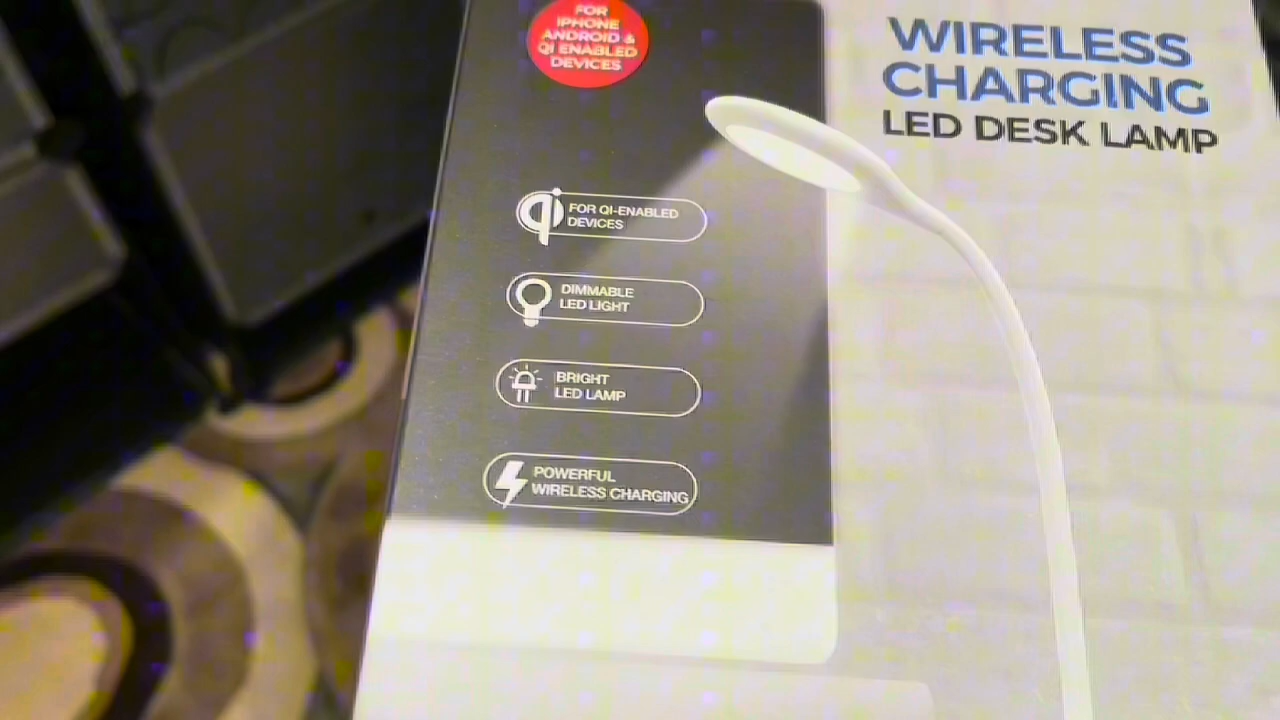 FOR
IPHONE
ANDROID &
QI ENABLED
DEVICES
WIRELESS
CHARGING
LED DESK LAMP
qi
FOR QI-ENABLED
DEVICES
DIMMABLE
LED LIGHT
BRIGHT
LED LAMP
POWERFUL
WIRELESS CHARGING